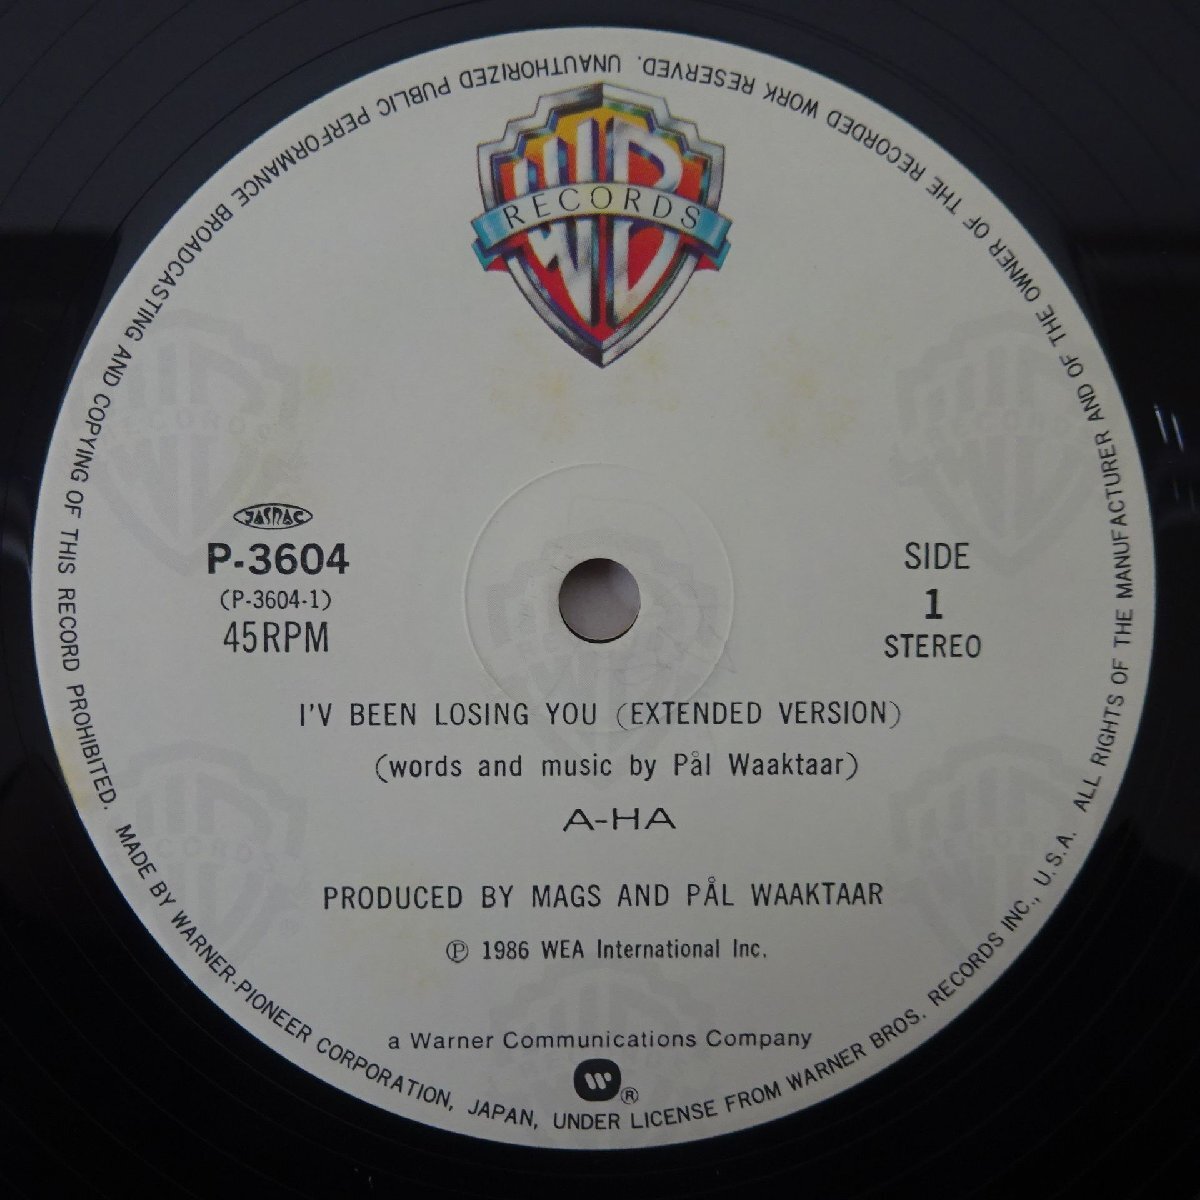 ALL RIGHTS OF THE MANUFACTURER AND OF THE OWNER OF THE RECORDED WORK RESERVED. UNAUTHORIZED PUBLIC PERFORMANCE BROADCASTING AND COPYING OF THIS RECORD PROHIBITED.
WB
RECORDS
JASRAC
P-3604
(P-3604-1)
45RPM
SIDE
1
STEREO
I'V BEEN LOSING YOU (EXTENDED VERSION)
(words and music by Pål Waaktaar)
A-HA
PRODUCED BY MAGS AND PÅL WAAKTAAR
Ⓟ 1986 WEA International Inc.
a Warner Communications Company
®
MADE BY WARNER-PIONEER CORPORATION, JAPAN, UNDER LICENSE FROM WARNER BROS. RECORDS INC., U.S.A.